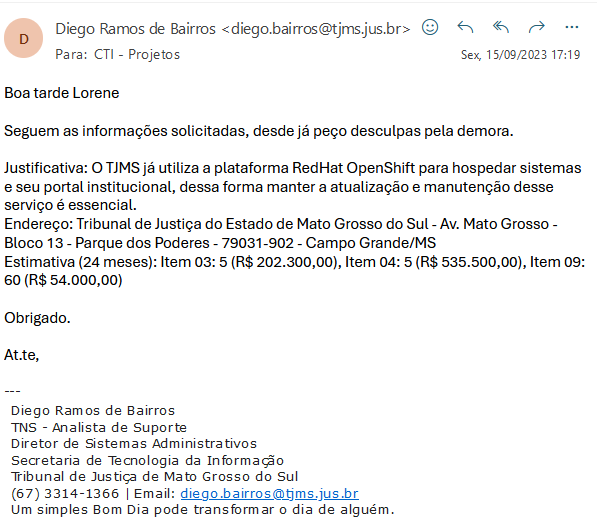 Diego Ramos de Bairros <diego.bairros@tjms.jus.br>
D
Para: CTI - Projetos
Sex, 15/09/2023 17:19
Boa tarde Lorene
Seguem as informações solicitadas, desde já peço desculpas pela demora.
Justificativa: O TJMS já utiliza a plataforma RedHat OpenShift para hospedar sistemas
e seu portal institucional, dessa forma manter a atualização e manutenção desse
serviço é essencial.
Endereço: Tribunal de Justiça do Estado de Mato Grosso do Sul - Av. Mato Grosso -
Bloco 13 - Parque dos Poderes - 79031-902 - Campo Grande/MS
Estimativa (24 meses): Item 03: 5 (R$ 202.300,00), Item 04: 5 (R$ 535.500,00), Item 09:
60 (R$ 54.000,00)
Obrigado.
At.te,
---
Diego Ramos de Bairros
TNS - Analista de Suporte
Diretor de Sistemas Administrativos
Secretaria de Tecnologia da Informação
Tribunal de Justiça de Mato Grosso do Sul
(67) 3314-1366 | Email: diego.bairros@tjms.jus.br
Um simples Bom Dia pode transformar o dia de alguém.